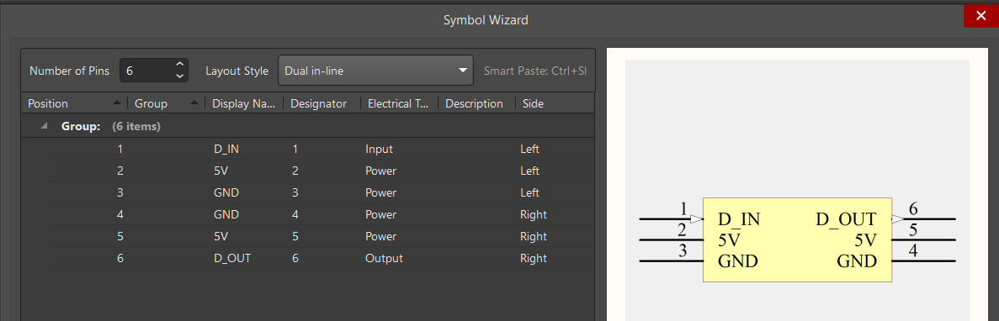 Symbol Wizard
Number of Pins 6 Layout Style Dual in-line Smart Paste: Ctrl+SI
Position Group Display Na... Designator Electrical T... Description Side
Group: (6 items)
1 D_IN 1 Input Left
2 5V 2 Power Left
3 GND 3 Power Left
4 GND 4 Power Right
5 5V 5 Power Right
6 D_OUT 6 Output Right
1 D_IN D_OUT 6
2 5V 5V 5
3 GND GND 4